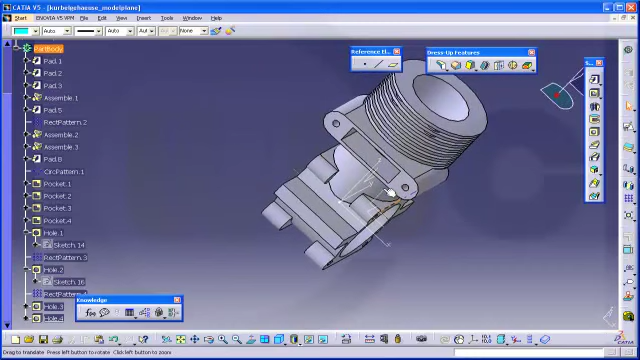 CATIA V5 - [kurbelgehaeuse_modelplane]
Start ENOVIA V5 VPM File Edit View Insert Tools Window Help
Auto Auto Aut None
PartBody
Pad.1
Pad.2
Pad.3
Assemble.1
Pad.5
RectPattern.2
Assemble.2
Assemble.3
Pad.8
CircPattern.1
Pocket.1
Pocket.2
Pocket.3
Pocket.4
Hole.1
Sketch.14
RectPattern.3
Hole.2
Sketch.16
Hole.3
Hole.4
Reference El...
Dress-Up Features
S...
Knowledge
CATIA
Drag to translate Press left button to rotate Click left button to zoom